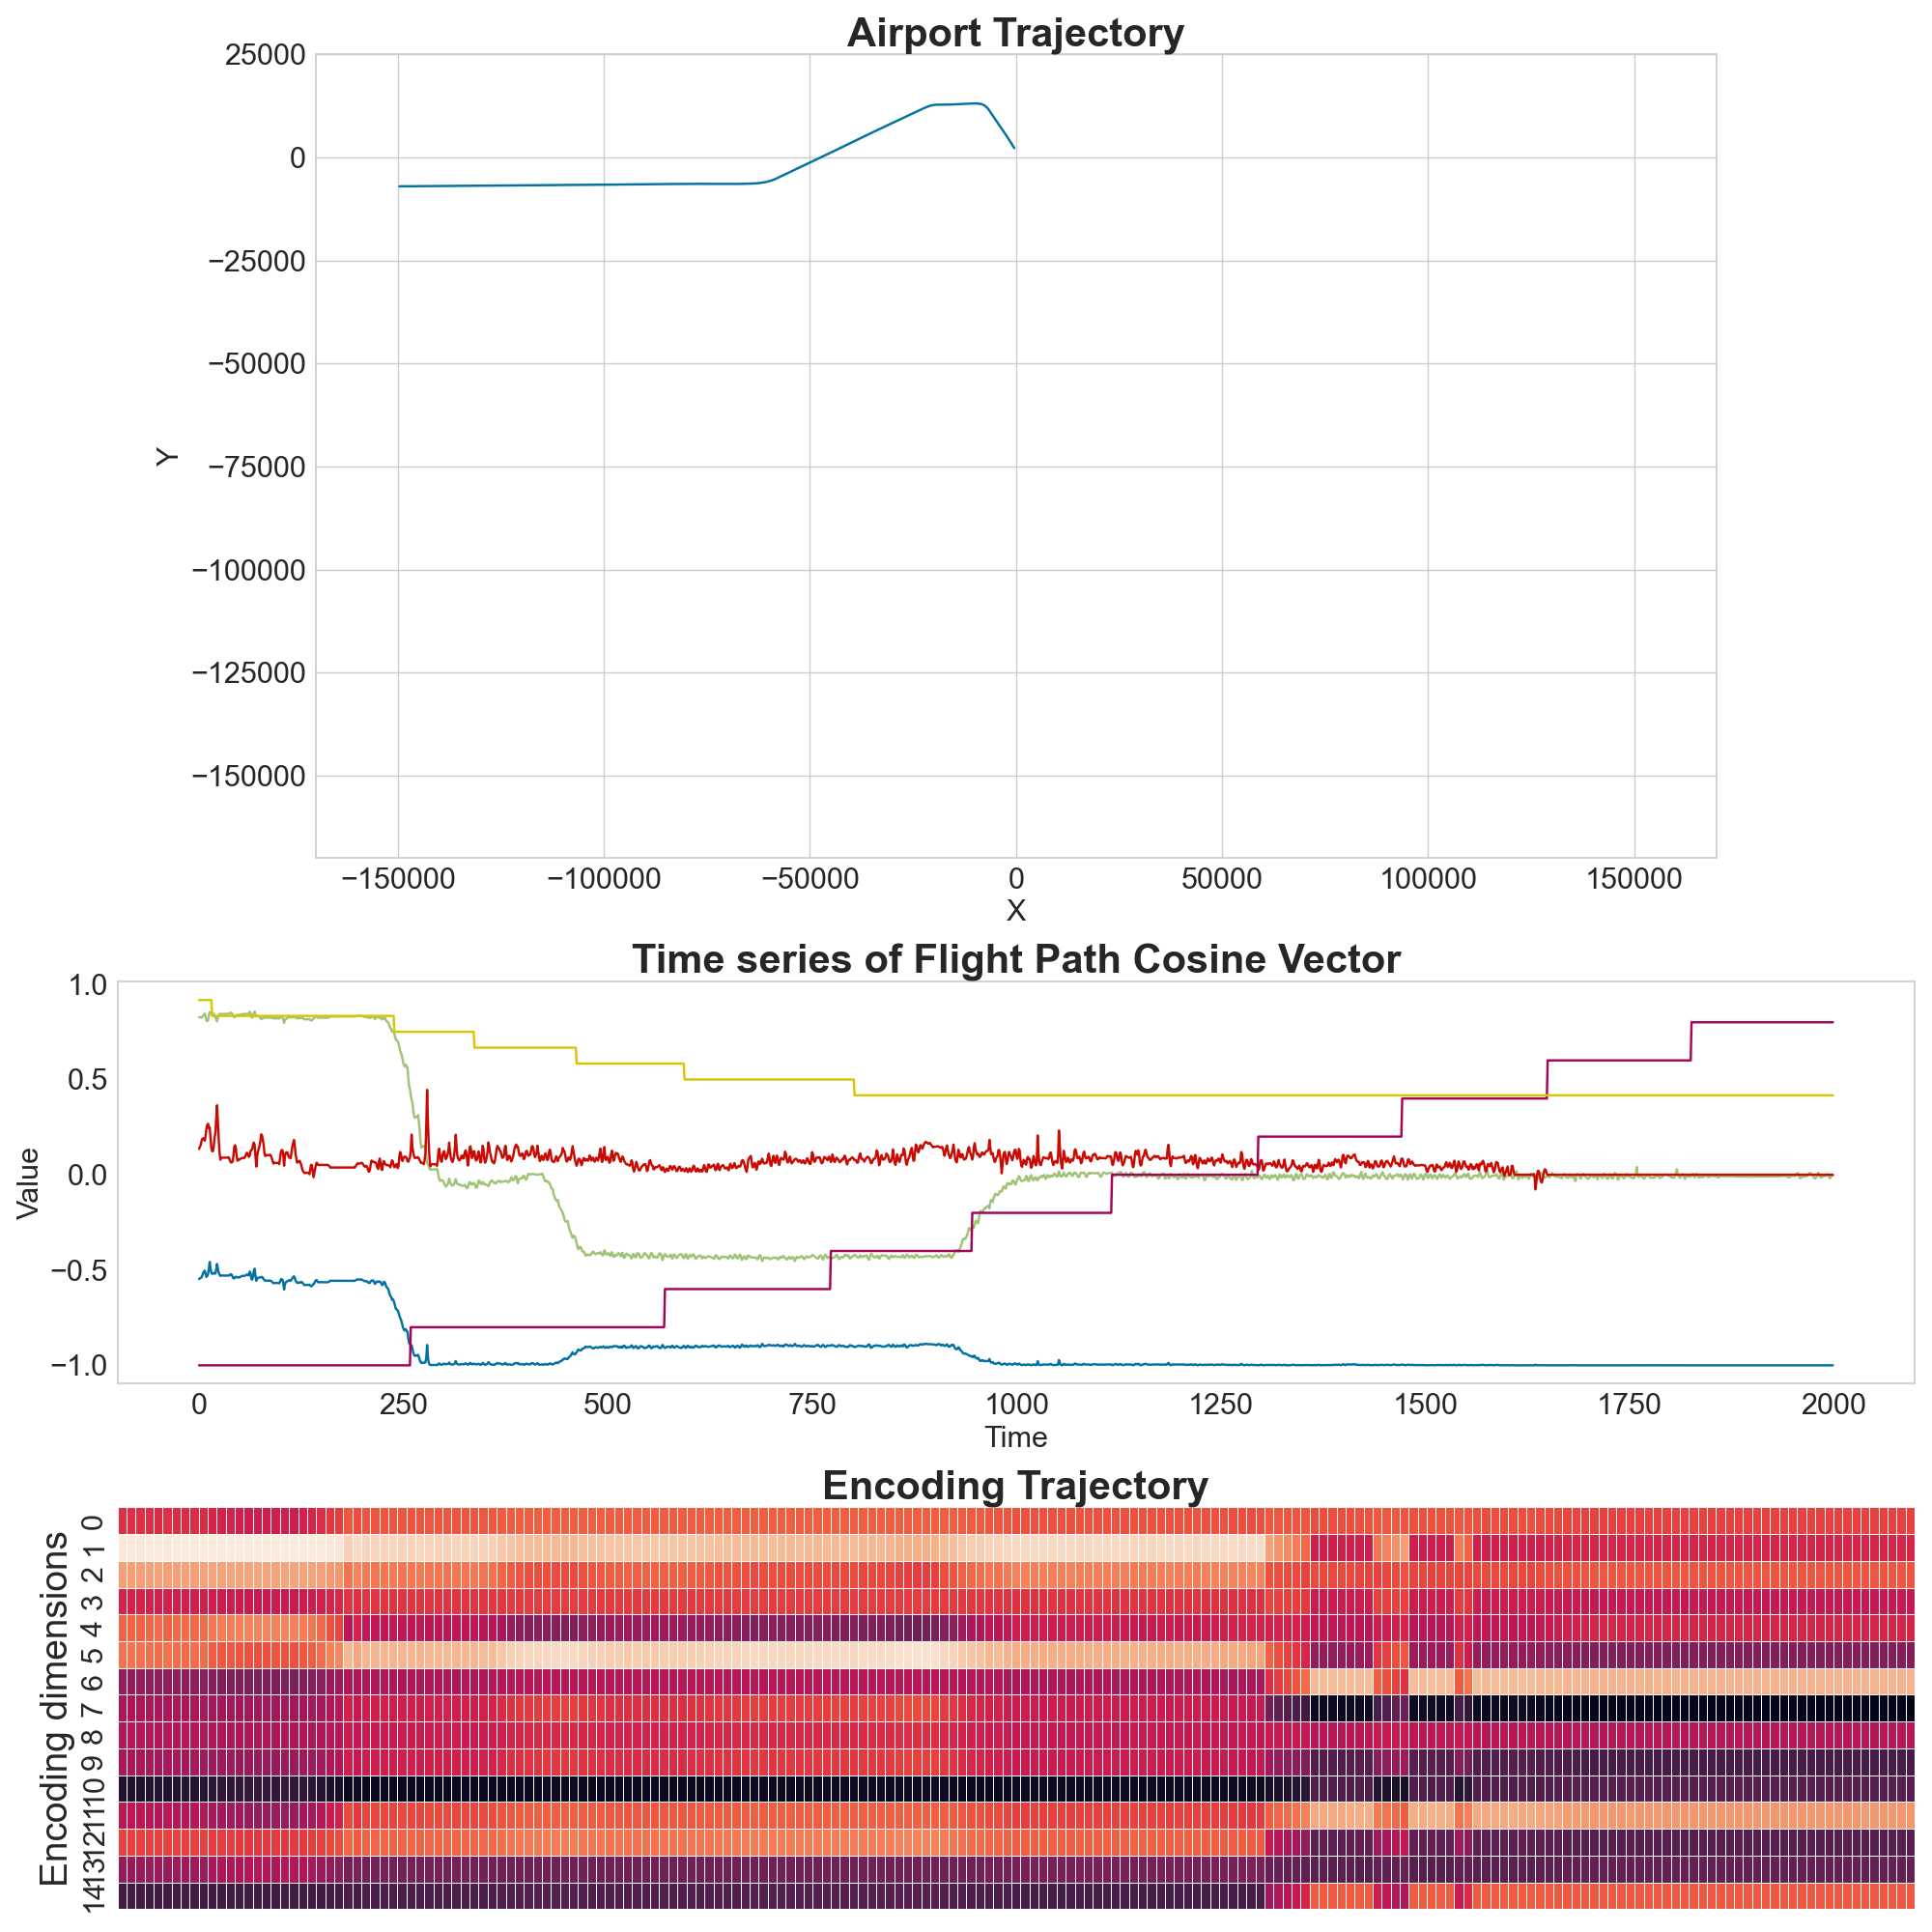 Airport Trajectory
25000
0
−25000
−50000
−75000
−100000
−125000
−150000
Y
−150000 −100000 −50000 0 50000 100000 150000
X
Time series of Flight Path Cosine Vector
1.0
0.5
0.0
−0.5
−1.0
Value
0 250 500 750 1000 1250 1500 1750 2000
Time
Encoding Trajectory
0
1
2
3
4
5
6
7
8
9
10
11
12
13
14
Encoding dimensions